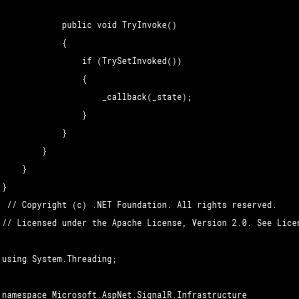 public void TryInvoke()
{
if (TrySetInvoked())
{
_callback(_state);
}
}
}
}
}
// Copyright (c) .NET Foundation. All rights reserved.
// Licensed under the Apache License, Version 2.0. See
using System.Threading;
namespace Microsoft.AspNet.SignalR.Infrastructure